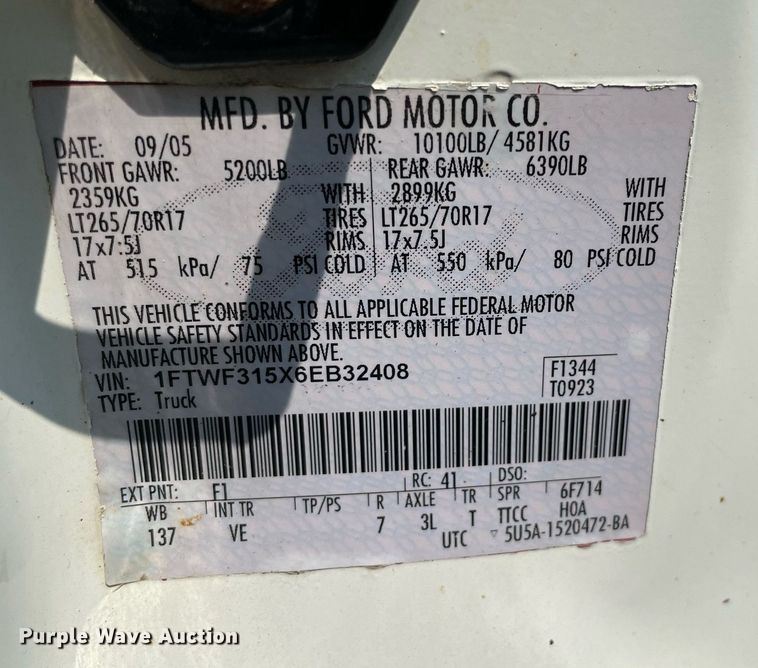 MFD. BY FORD MOTOR CO.
DATE: 09/05 GVWR: 10100LB/ 4581KG
FRONT GAWR: 5200LB REAR GAWR: 6390LB
2359KG WITH 2899KG WITH
LT265/70R17 TIRES LT265/70R17 TIRES
17x7.5J RIMS 17x7.5J RIMS
AT 515 kPa/ 75 PSI COLD AT 550 kPa/ 80 PSI COLD
THIS VEHICLE CONFORMS TO ALL APPLICABLE FEDERAL MOTOR
VEHICLE SAFETY STANDARDS IN EFFECT ON THE DATE OF
MANUFACTURE SHOWN ABOVE.
VIN: 1FTWF315X6EB32408 F1344
TYPE: Truck T0923
EXT PNT: F1 RC: 41 DSO:
WB INT TR TP/PS R AXLE TR SPR 6F714
137 VE 7 3L T TTCC HOA
UTC ▽ 5U5A-1520472-BA
Purple Wave Auction